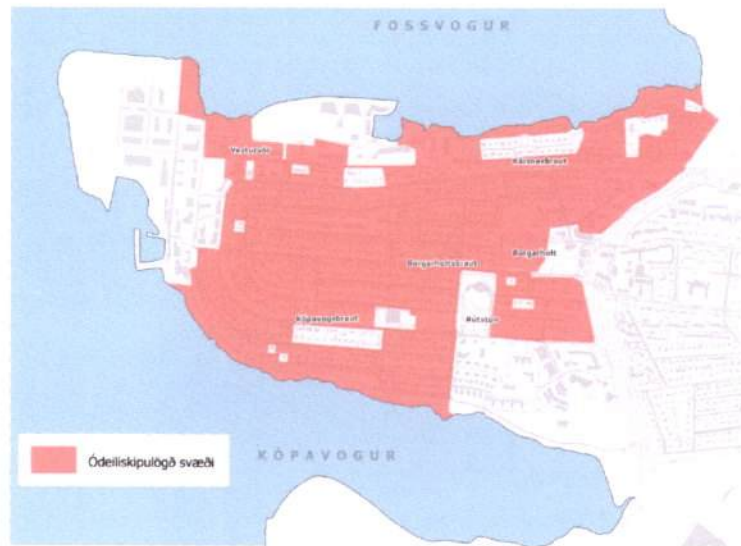 FOSSVOGUR
Vesturvör
Kársnesbraut
Borgarholt
Borgarholtsbraut
Kópavogsbraut
Rútstún
Ódeiliskipulögð svæði
KÓPAVOGUR